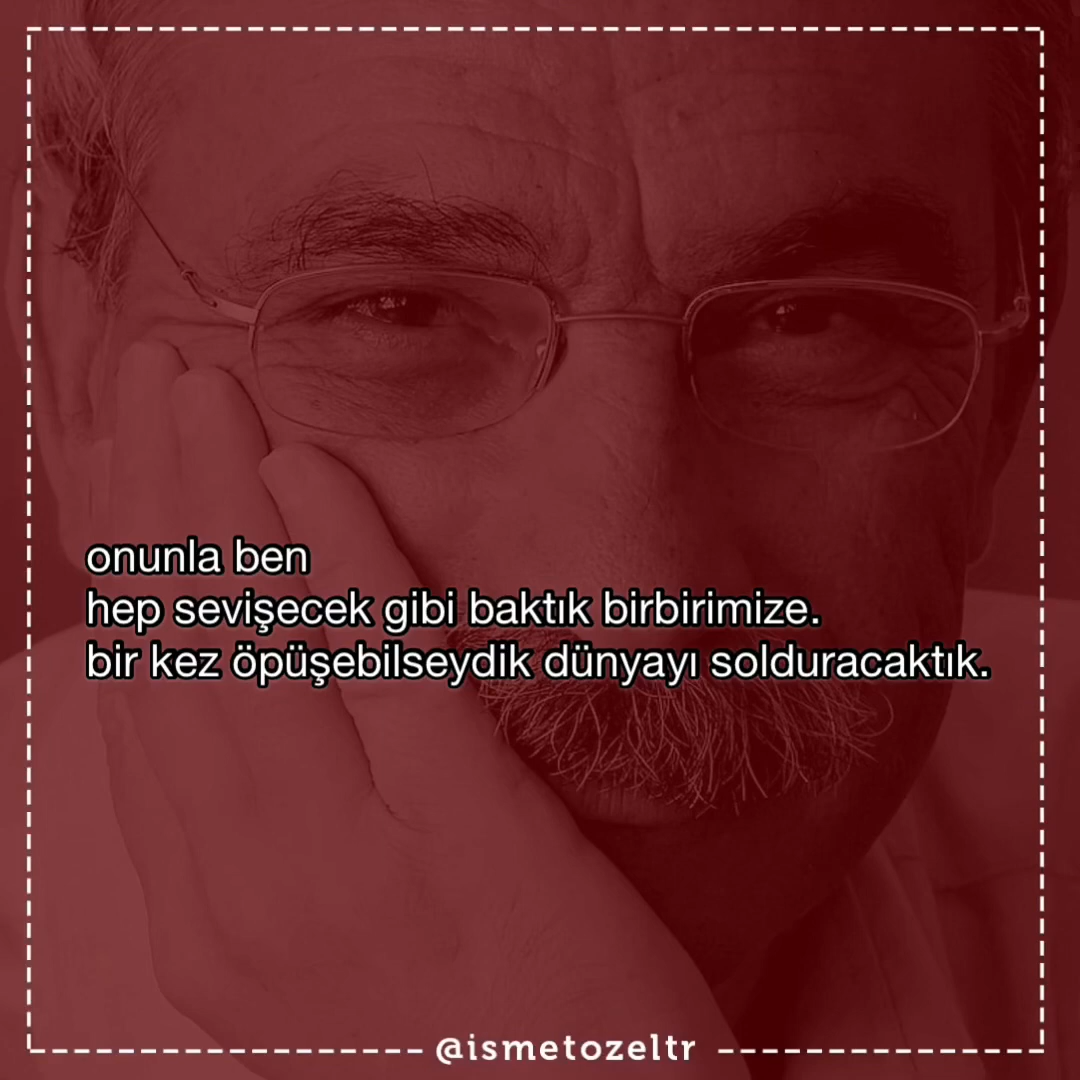 onunla ben
hep sevişecek gibi baktık birbirimize.
bir kez öpüşebilseydik dünyayı solduracaktık.
@ismetozeltr